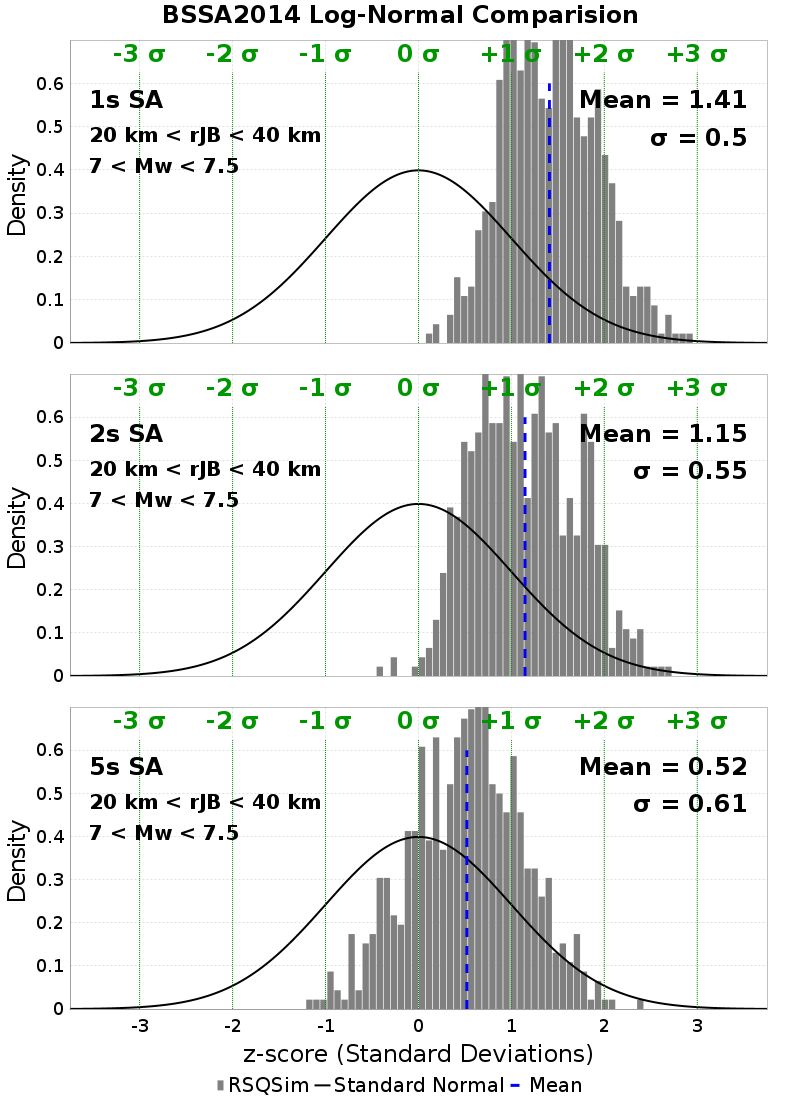 BSSA2014 Log-Normal Comparision
-3 σ -2 σ -1 σ 0 σ +1 σ +2 σ +3 σ
1s SA
Mean = 1.41
20 km < rJB < 40 km
σ = 0.5
7 < Mw < 7.5
Density
0.6
0.5
0.4
0.3
0.2
0.1
0
-3 σ -2 σ -1 σ 0 σ +1 σ +2 σ +3 σ
2s SA
Mean = 1.15
20 km < rJB < 40 km
σ = 0.55
7 < Mw < 7.5
Density
0.6
0.5
0.4
0.3
0.2
0.1
0
-3 σ -2 σ -1 σ 0 σ +1 σ +2 σ +3 σ
5s SA
Mean = 0.52
20 km < rJB < 40 km
σ = 0.61
7 < Mw < 7.5
Density
0.6
0.5
0.4
0.3
0.2
0.1
0
-3 -2 -1 0 1 2 3
z-score (Standard Deviations)
RSQSim Standard Normal Mean